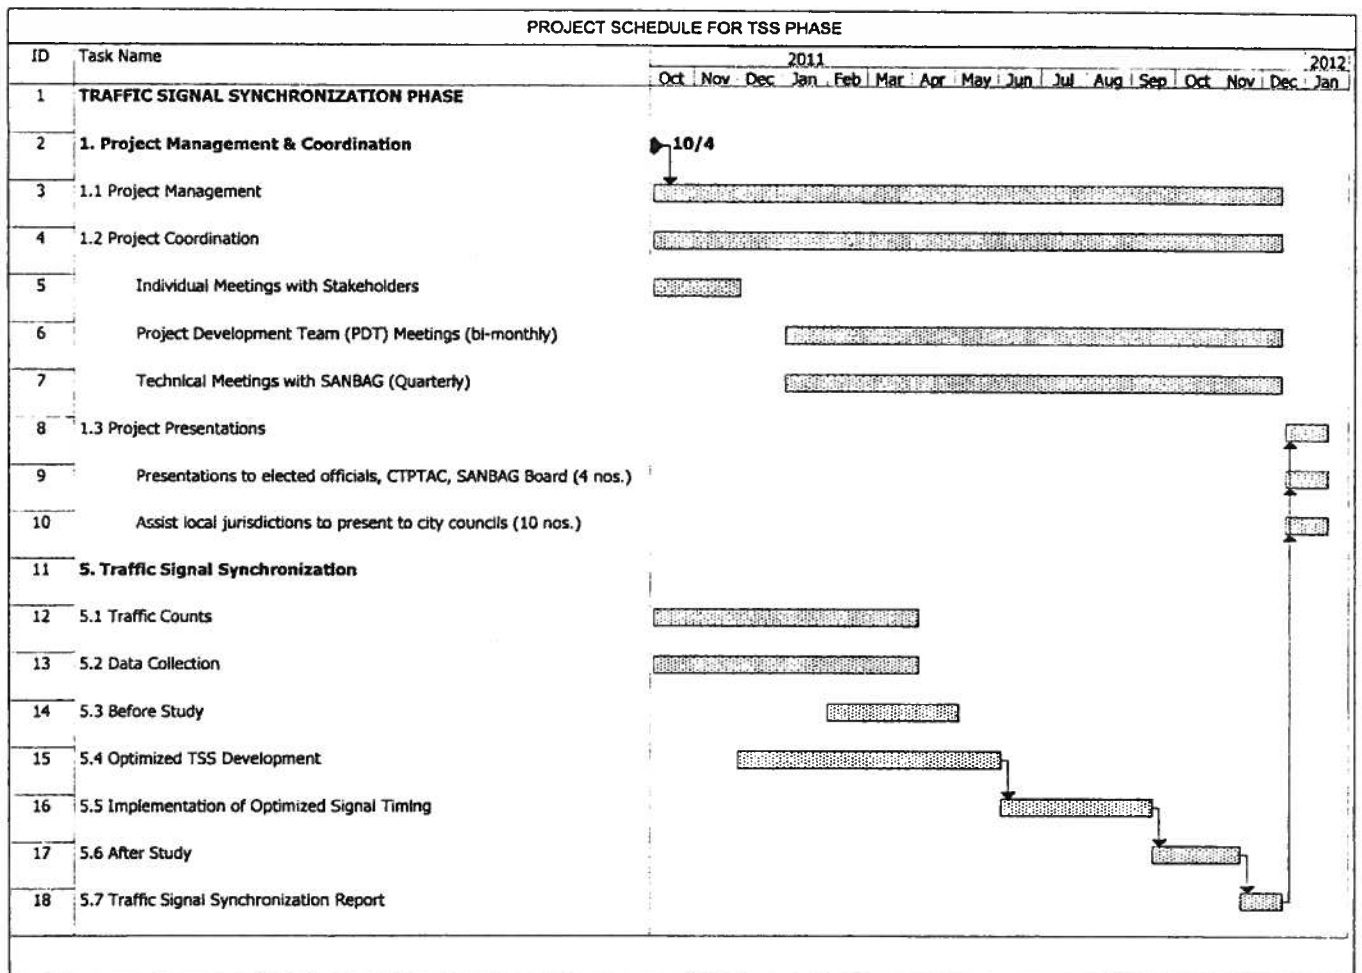 PROJECT SCHEDULE FOR TSS PHASE
ID Task Name 2011 2012
Oct Nov Dec Jan Feb Mar Apr May Jun Jul Aug Sep Oct Nov Dec Jan
1 TRAFFIC SIGNAL SYNCHRONIZATION PHASE
2 1. Project Management & Coordination 10/4
3 1.1 Project Management
4 1.2 Project Coordination
5 Individual Meetings with Stakeholders
6 Project Development Team (PDT) Meetings (bi-monthly)
7 Technical Meetings with SANBAG (Quarterly)
8 1.3 Project Presentations
9 Presentations to elected officials, CTPTAC, SANBAG Board (4 nos.)
10 Assist local jurisdictions to present to city councils (10 nos.)
11 5. Traffic Signal Synchronization
12 5.1 Traffic Counts
13 5.2 Data Collection
14 5.3 Before Study
15 5.4 Optimized TSS Development
16 5.5 Implementation of Optimized Signal Timing
17 5.6 After Study
18 5.7 Traffic Signal Synchronization Report